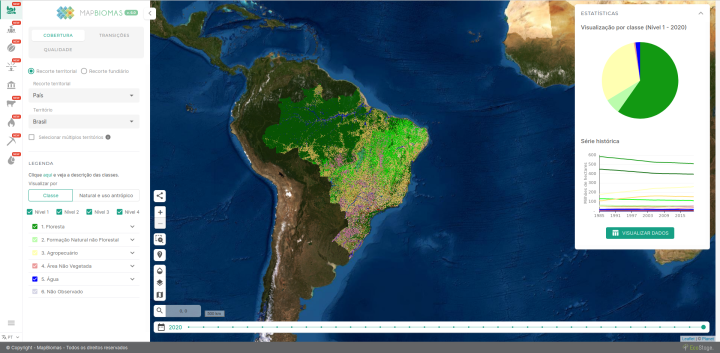 MAPBIOMAS
COBERTURA
TRANSIÇÕES
QUALIDADE
Recorte territorial
Recorte fundiário
Recorte territorial
País
Território
Brasil
Selecionar múltiplos territórios
LEGENDA
Clique aqui e veja a descrição das classes.
Visualizar por
Classe
Natural e uso antrópico
Nível 1
Nível 2
Nível 3
Nível 4
1. Floresta
2. Formação Natural não Florestal
3. Agropecuária
4. Área Não Vegetada
5. Água
6. Não Observado
PT
ESTATÍSTICAS
Visualização por classe (Nível 1 - 2020)
Série histórica
Milhões de hectares
600
500
400
300
200
100
0
1985
1991
1997
2003
2009
2015
VISUALIZAR DADOS
2020
Leaflet | © Planet
© Copyright - MapBiomas - Todos os direitos reservados
EcoStage